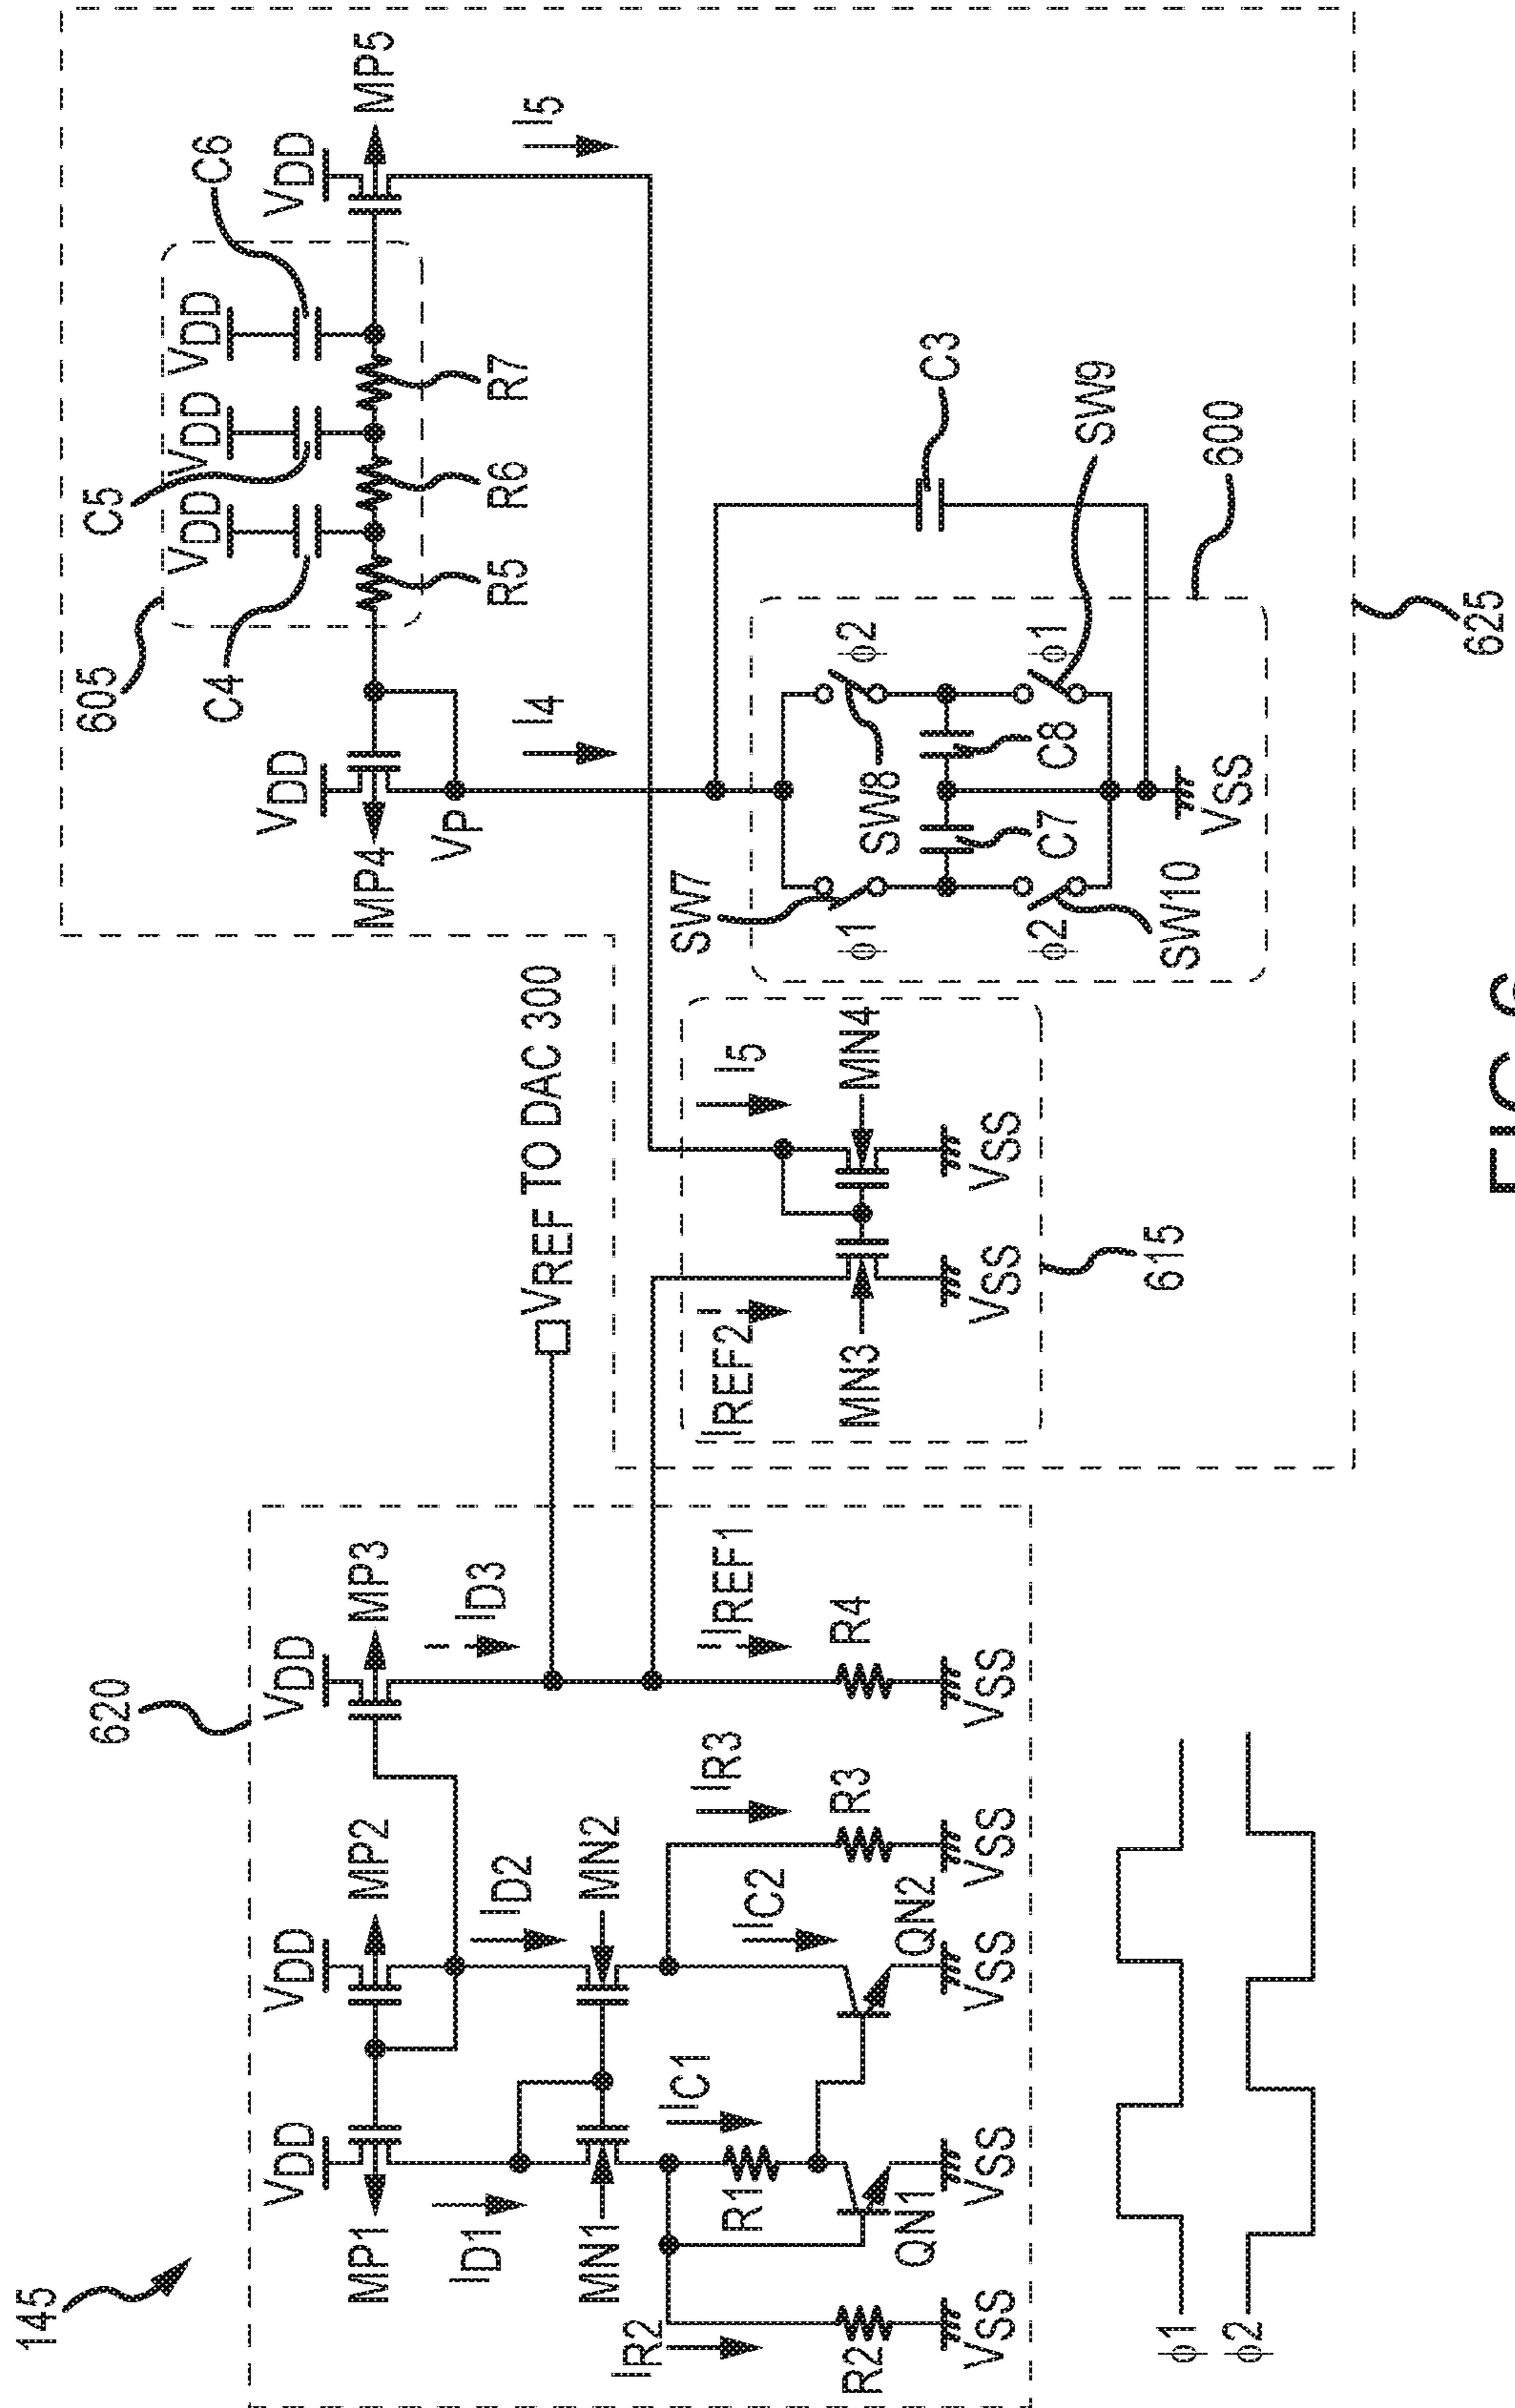 145
620
VDD
VDD
VDD
MP1
MP2
MP3
ID1
ID2
ID3
MN1
MN2
VREF TO DAC 300
IR2
IC1
IC2
IR3
IREF1
R1
R2
QN1
QN2
R3
R4
VSS
VSS
VSS
VSS
VSS
φ1
φ2
605
C5
C6
C4
VDD
VDD
VDD
VDD
VDD
MP4
MP5
R5
R6
R7
VP
I4
I5
IREF2
I5
MN3
MN4
VSS
VSS
615
SW7
φ1
φ2
SW8
C7
C8
φ2
φ1
SW10
SW9
VSS
C3
600
625